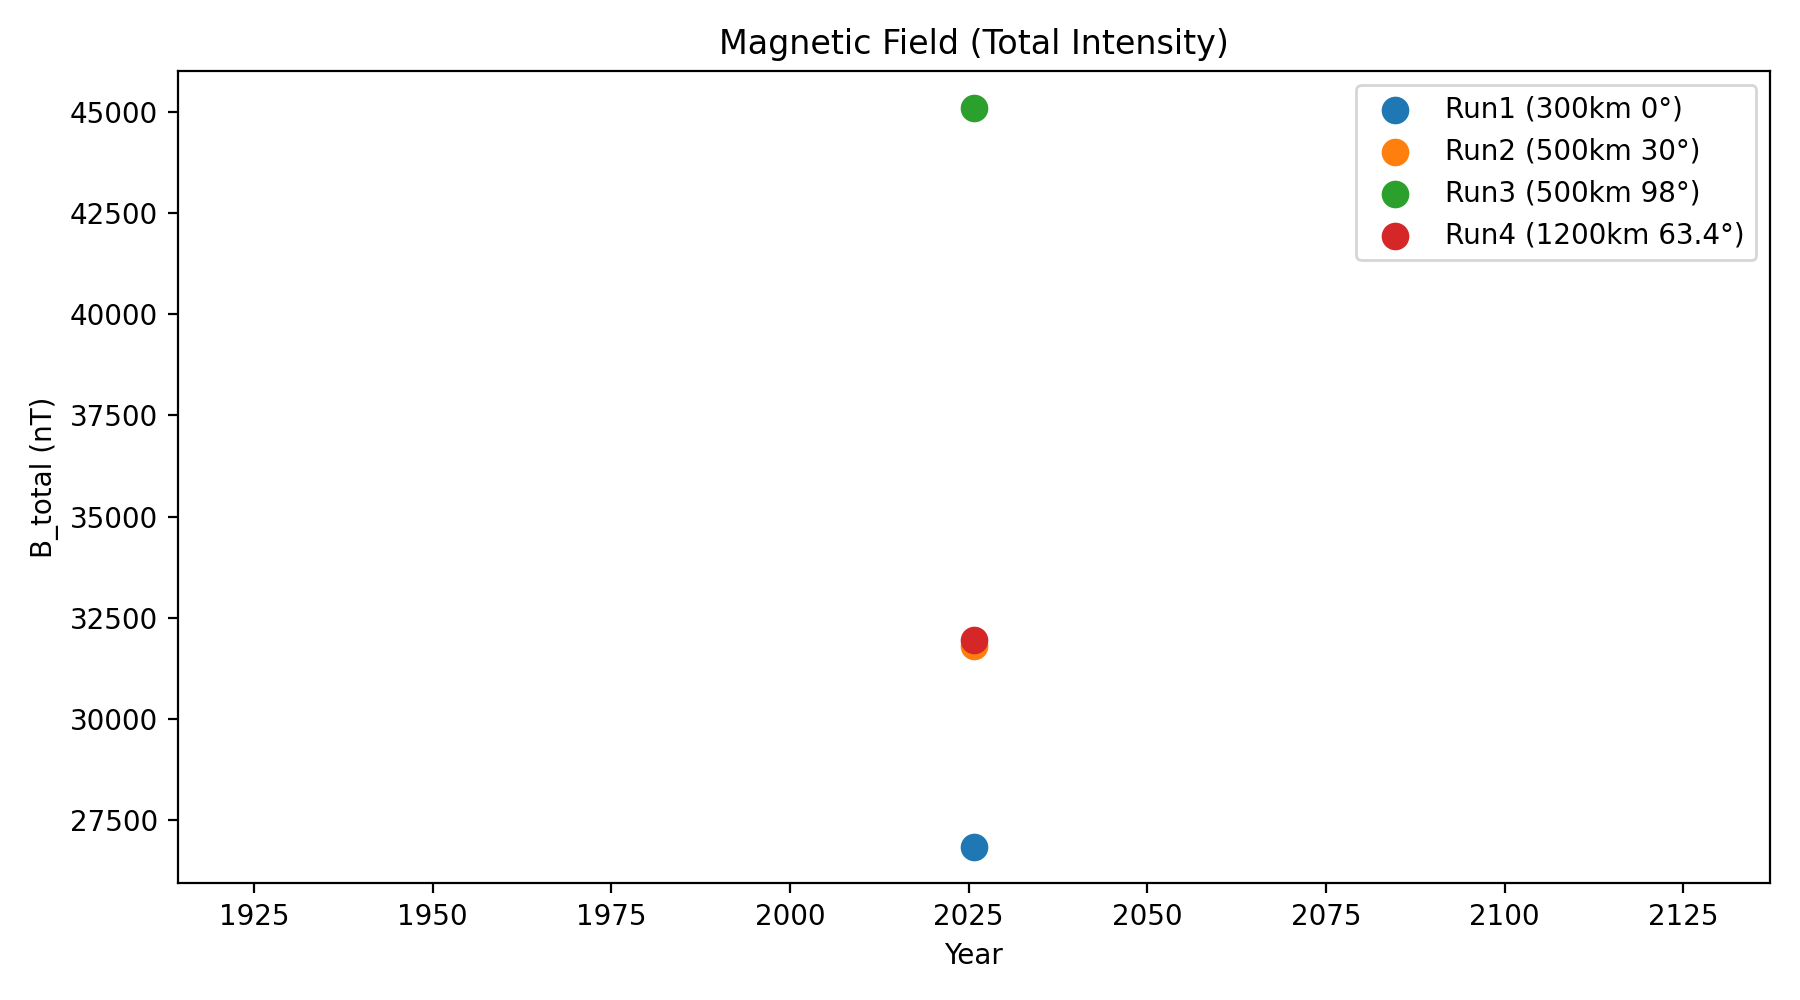 Magnetic Field (Total Intensity)
Run1 (300km 0°)
Run2 (500km 30°)
Run3 (500km 98°)
Run4 (1200km 63.4°)
B_total (nT)
45000
42500
40000
37500
35000
32500
30000
27500
1925 1950 1975 2000 2025 2050 2075 2100 2125
Year